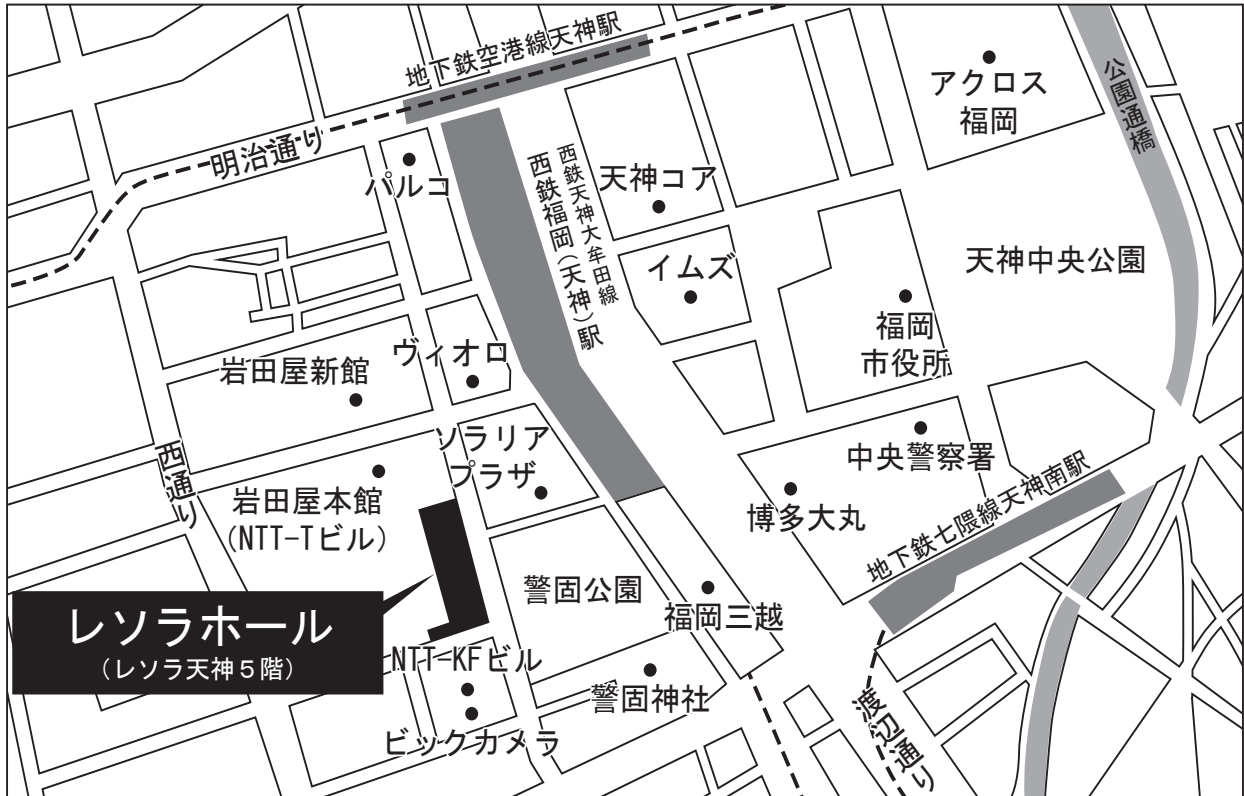 地下鉄空港線天神駅
明治通り
パルコ
西鉄天神大牟田線
西鉄福岡(天神)駅
天神コア
イムズ
アクロス
福岡
公園通橋
天神中央公園
福岡
市役所
ヴィオロ
岩田屋新館
ソラリア
プラザ
中央警察署
西通り
岩田屋本館
(NTT-Tビル)
博多大丸
地下鉄七隈線天神南駅
警固公園
福岡三越
レソラホール
(レソラ天神5階)
NTT-KFビル
警固神社
ビックカメラ
渡辺通り